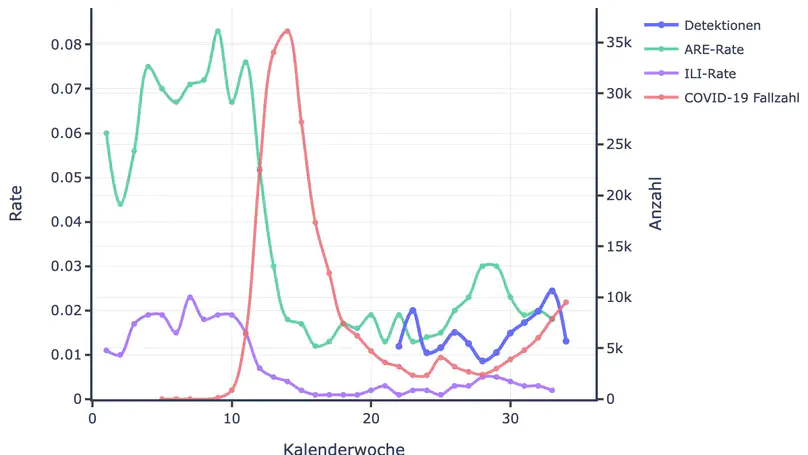 Detektionen
ARE-Rate
ILI-Rate
COVID-19 Fallzahl
Rate
0.08
0.07
0.06
0.05
0.04
0.03
0.02
0.01
0
35k
30k
25k
20k
15k
10k
5k
0
Anzahl
0 10 20 30
Kalenderwoche